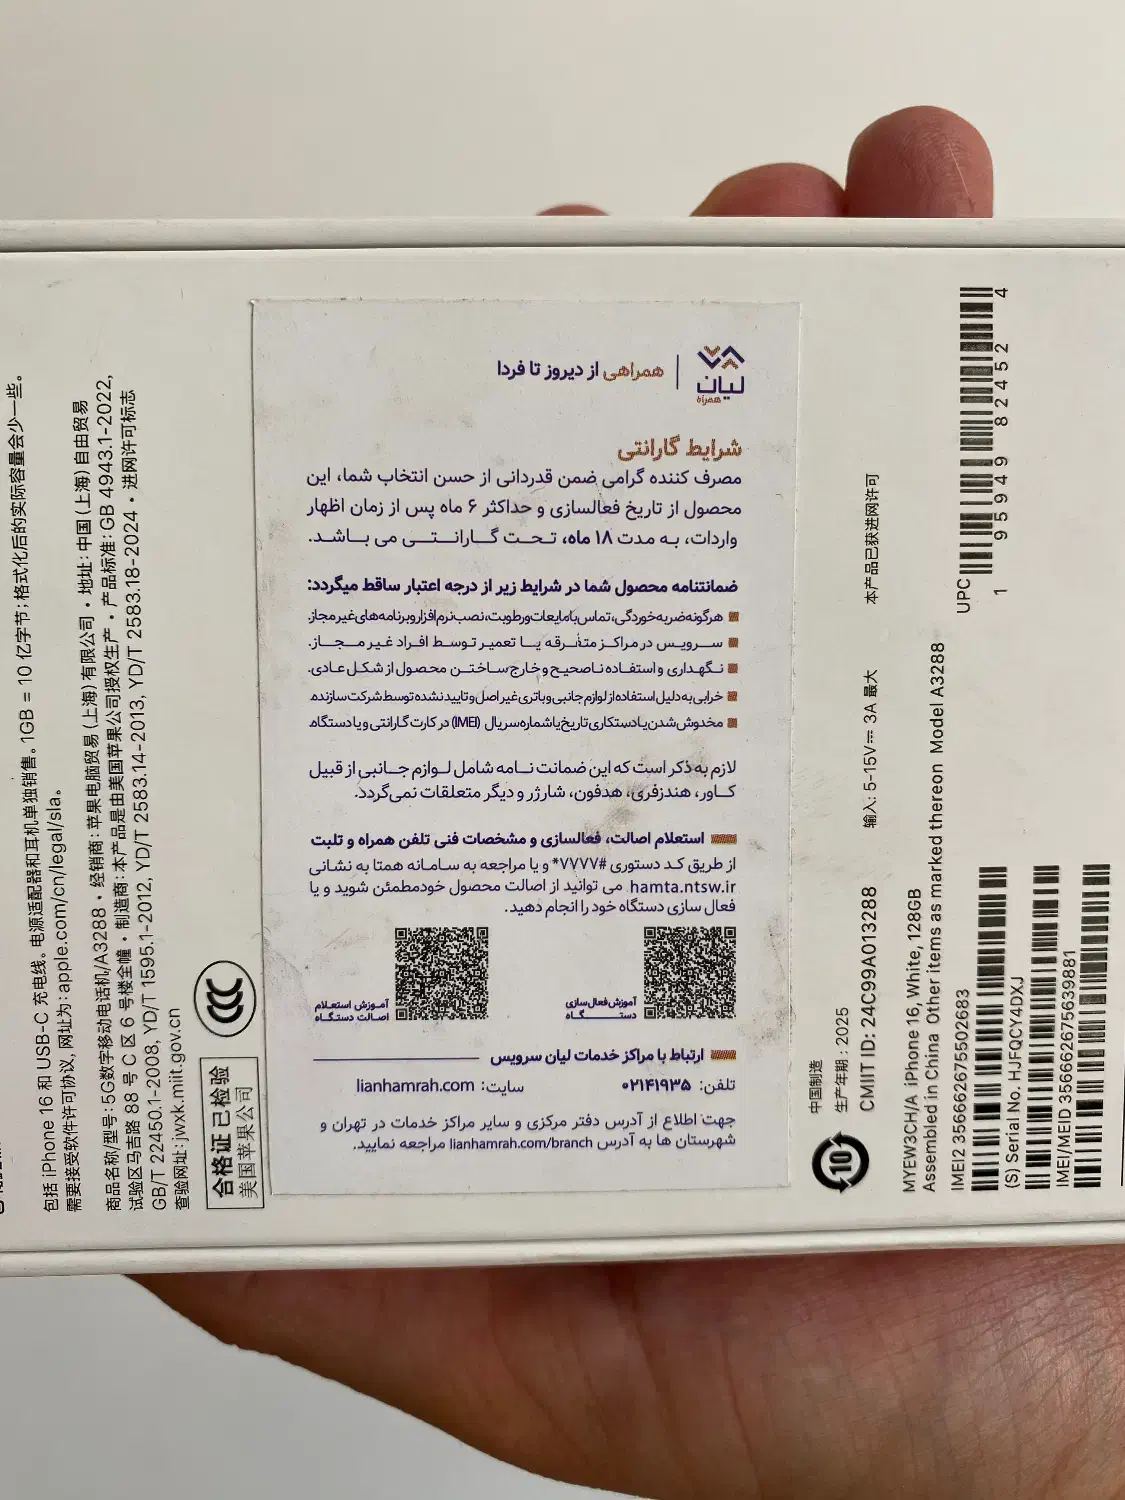 包括 iPhone 16 和 USB-C 充电线。电源适配器和耳机单独销售。1GB = 10 亿字节；格式化后的实际容量会少一些。
需要接受软件许可协议，网址为：apple.com/cn/legal/sla。
商品名称/型号：5G数字移动电话机/A3288 · 经销商：苹果电脑贸易（上海）有限公司 · 地址：中国（上海）自由贸易
试验区马吉路 88 号 C 区 6 号楼全幢 · 制造商：本产品是由美国苹果公司授权生产 · 产品标准：GB 4943.1-2022,
GB/T 22450.1-2008, YD/T 1595.1-2012, YD/T 2583.14-2013, YD/T 2583.18-2024 · 进网许可标志
查验网址：jwxk.miit.gov.cn
合格证 已检验
美国苹果公司
CCC
لیان
همراه
همراهی از دیروز تا فردا
شرایط گارانتی
مصرف کننده گرامی ضمن قدردانی از حسن انتخاب شما، این
محصول از تاریخ فعالسازی و حداکثر ۶ ماه پس از زمان اظهار
واردات، به مدت ۱۸ ماه، تحت گارانتی می باشد.
ضمانتنامه محصول شما در شرایط زیر از درجه اعتبار ساقط میگردد:
هرگونه ضربه خوردگی، تماس با مایعات و رطوبت، نصب نرم افزار و برنامه های غیر مجاز.
سرویس در مراکز متفرقه یا تعمیر توسط افراد غیر مجاز.
نگهداری و استفاده ناصحیح و خارج ساختن محصول از شکل عادی.
خرابی به دلیل استفاده از لوازم جانبی و باتری غیر اصل و تایید نشده توسط شرکت سازنده.
مخدوش شدن یا دستکاری تاریخ یا شماره سریال (IMEI) در کارت گارانتی و یا دستگاه.
لازم به ذکر است که این ضمانت نامه شامل لوازم جانبی از قبیل
کاور، هندزفری، هدفون، شارژر و دیگر متعلقات نمی‌گردد.
استعلام اصالت، فعالسازی و مشخصات فنی تلفن همراه و تلبت
از طریق کد دستوری #۷۷۷۷* و یا مراجعه به سامانه همتا به نشانی
hamta.ntsw.ir می توانید از اصالت محصول خود مطمئن شوید و یا
فعال سازی دستگاه خود را انجام دهید.
آموزش فعال سازی
دستگاه
آموزش استعلام
اصالت دستگاه
ارتباط با مراکز خدمات لیان سرویس
تلفن: ۰۲۱۴۱۹۳۵
سایت: lianhamrah.com
جهت اطلاع از آدرس دفتر مرکزی و سایر مراکز خدمات در تهران و
شهرستان ها به آدرس lianhamrah.com/branch مراجعه نمایید.
中国制造
生产年期：2025
CMIIT ID: 24C99A013288
输入: 5-15V⎓ 3A 最大
本产品已获进网许可
10
MYEW3CH/A iPhone 16, White, 128GB
Assembled in China Other items as marked thereon Model A3288
UPC
1 95949 82452 4
IMEI2 356662675502683
(S) Serial No. HJFQCY4DXJ
IMEI/MEID 356662675639881